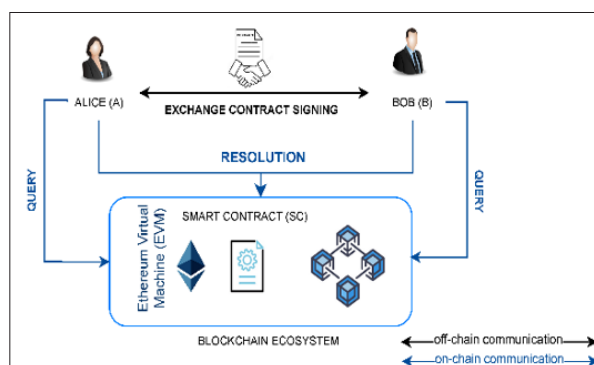 ALICE (A)
EXCHANGE CONTRACT SIGNING
BOB (B)
RESOLUTION
QUERY
QUERY
Ethereum Virtual
Machine (EVM)
SMART CONTRACT (SC)
BLOCKCHAIN ECOSYSTEM
off-chain communication
on-chain communication